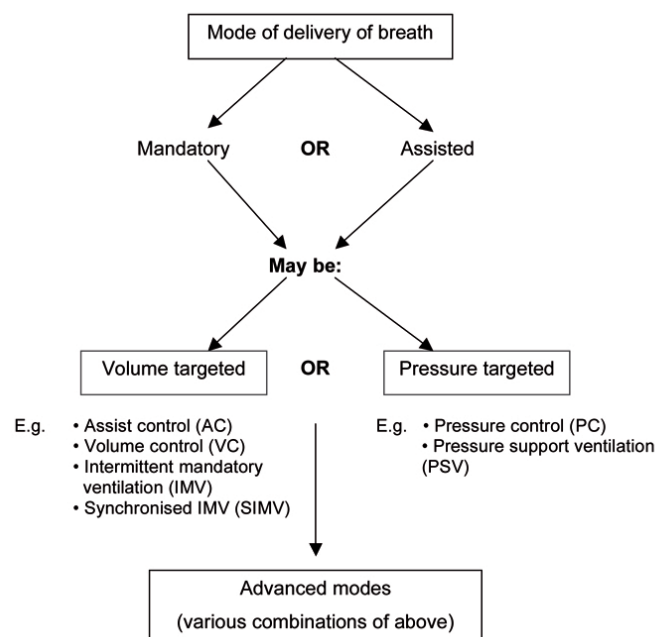 Mode of delivery of breath
Mandatory OR Assisted
May be:
Volume targeted OR Pressure targeted
E.g. • Assist control (AC)
• Volume control (VC)
• Intermittent mandatory
ventilation (IMV)
• Synchronised IMV (SIMV)
E.g. • Pressure control (PC)
• Pressure support ventilation
(PSV)
Advanced modes
(various combinations of above)